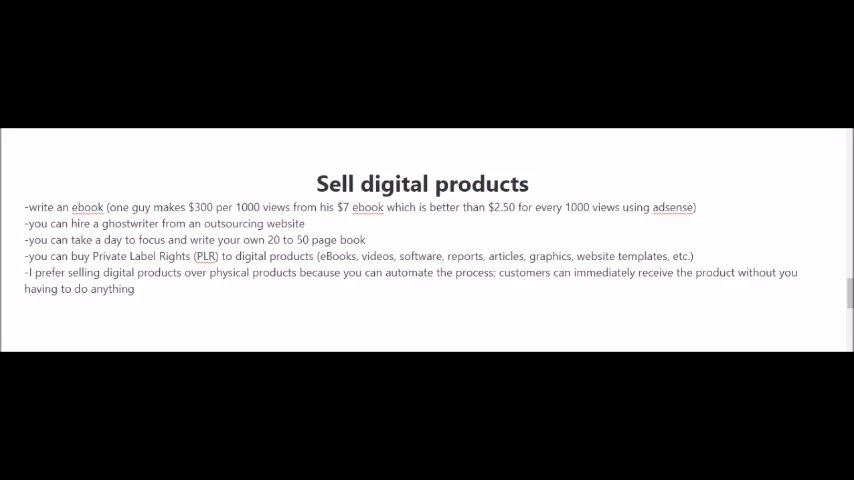 Sell digital products
-write an ebook (one guy makes $300 per 1000 views from his $7 ebook which is better than $2.50 for every 1000 views using adsense)
-you can hire a ghostwriter from an outsourcing website
-you can take a day to focus and write your own 20 to 50 page book
-you can buy Private Label Rights (PLR) to digital products (eBooks, videos, software, reports, articles, graphics, website templates, etc.)
-I prefer selling digital products over physical products because you can automate the process; customers can immediately receive the product without you
having to do anything